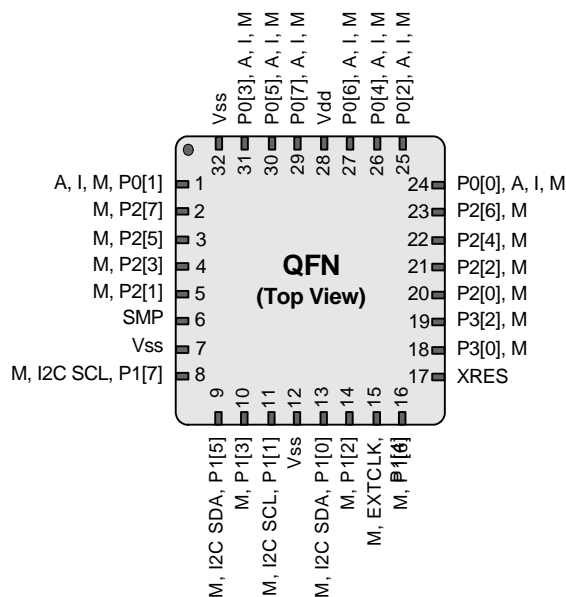 Vss
P0[3], A, I, M
P0[5], A, I, M
P0[7], A, I, M
Vdd
P0[6], A, I, M
P0[4], A, I, M
P0[2], A, I, M
32
31
30
29
28
27
26
25
A, I, M, P0[1] 1
M, P2[7] 2
M, P2[5] 3
M, P2[3] 4
M, P2[1] 5
SMP 6
Vss 7
M, I2C SCL, P1[7] 8
QFN
(Top View)
24 P0[0], A, I, M
23 P2[6], M
22 P2[4], M
21 P2[2], M
20 P2[0], M
19 P3[2], M
18 P3[0], M
17 XRES
9
10
11
12
13
14
15
16
M, I2C SDA, P1[5]
M, P1[3]
M, I2C SCL, P1[1]
Vss
M, I2C SDA, P1[0]
M, P1[2]
M, EXTCLK,
P1[4]
M, P1[6]